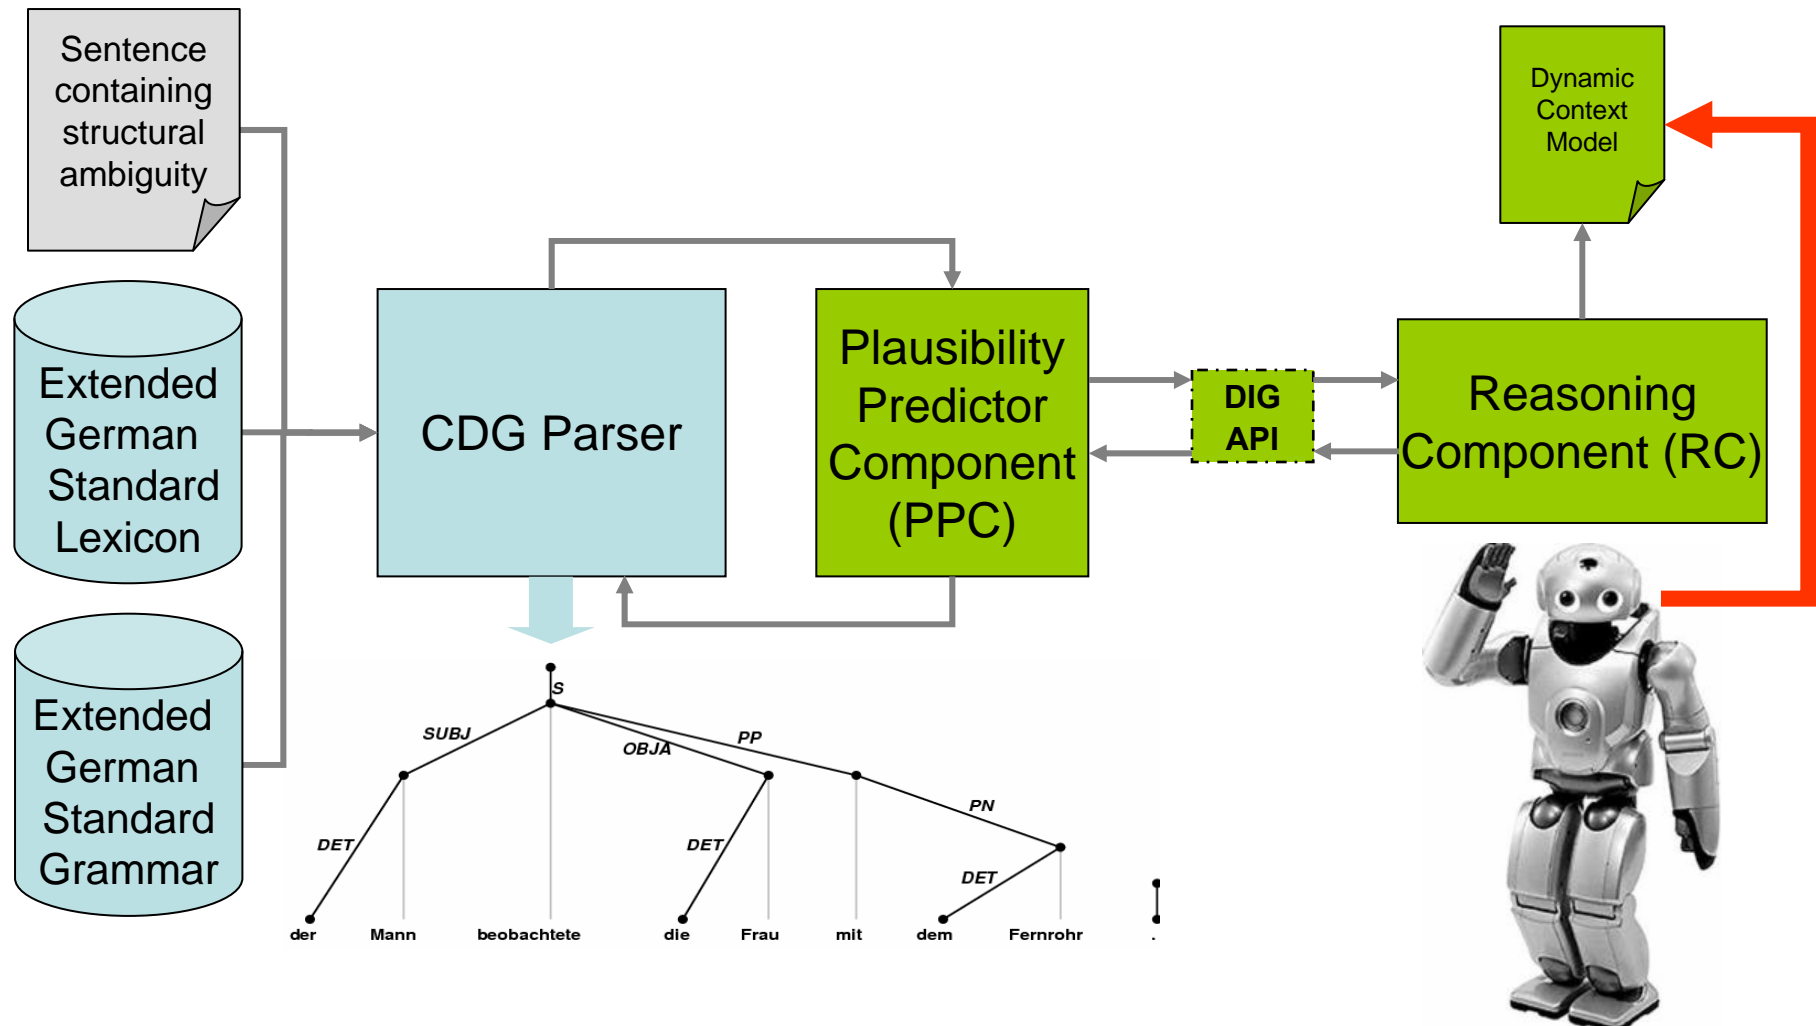 Sentence
containing
structural
ambiguity
Extended
German
Standard
Lexicon
Extended
German
Standard
Grammar
CDG Parser
Plausibility
Predictor
Component
(PPC)
DIG
API
Reasoning
Component (RC)
Dynamic
Context
Model
S
SUBJ
OBJA
PP
PN
DET
DET
DET
der Mann beobachtete die Frau mit dem Fernrohr .